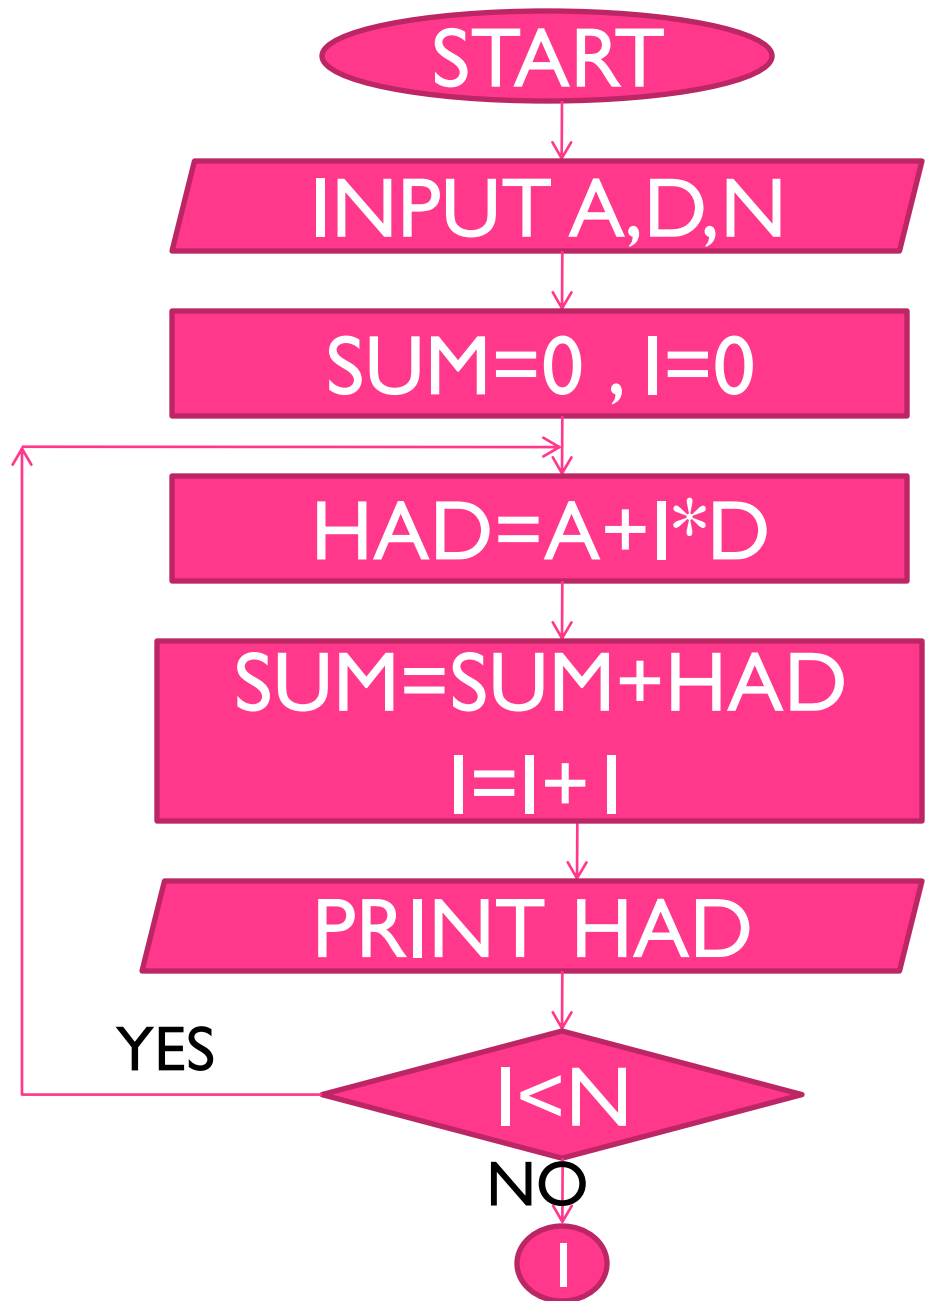 START
INPUT A,D,N
SUM=0 , I=0
HAD=A+I*D
SUM=SUM+HAD
I=I+1
PRINT HAD
YES
I<N
NO
1